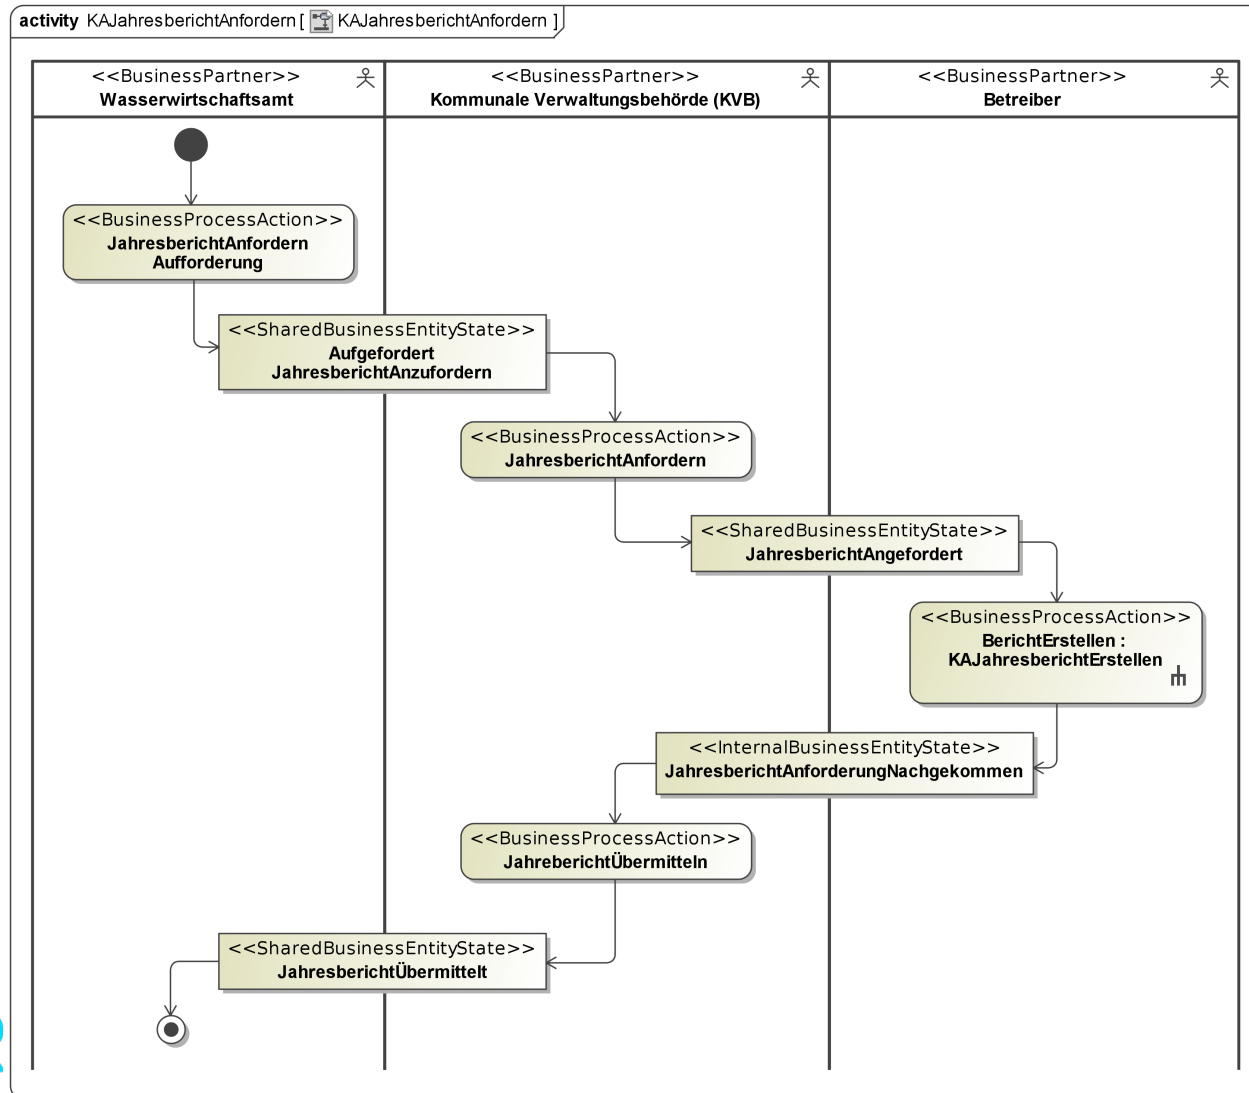 activity KAJahresberichtAnfordern [ KAJahresberichtAnfordern ]
<<BusinessPartner>>
Wasserwirtschaftsamt
<<BusinessPartner>>
Kommunale Verwaltungsbehörde (KVB)
<<BusinessPartner>>
Betreiber
<<BusinessProcessAction>>
JahresberichtAnfordern
Aufforderung
<<SharedBusinessEntityState>>
Aufgefordert
JahresberichtAnzufordern
<<BusinessProcessAction>>
JahresberichtAnfordern
<<SharedBusinessEntityState>>
JahresberichtAngefordert
<<BusinessProcessAction>>
BerichtErstellen :
KAJahresberichtErstellen
<<InternalBusinessEntityState>>
JahresberichtAnforderungNachgekommen
<<BusinessProcessAction>>
JahreberichtÜbermitteln
<<SharedBusinessEntityState>>
JahresberichtÜbermittelt